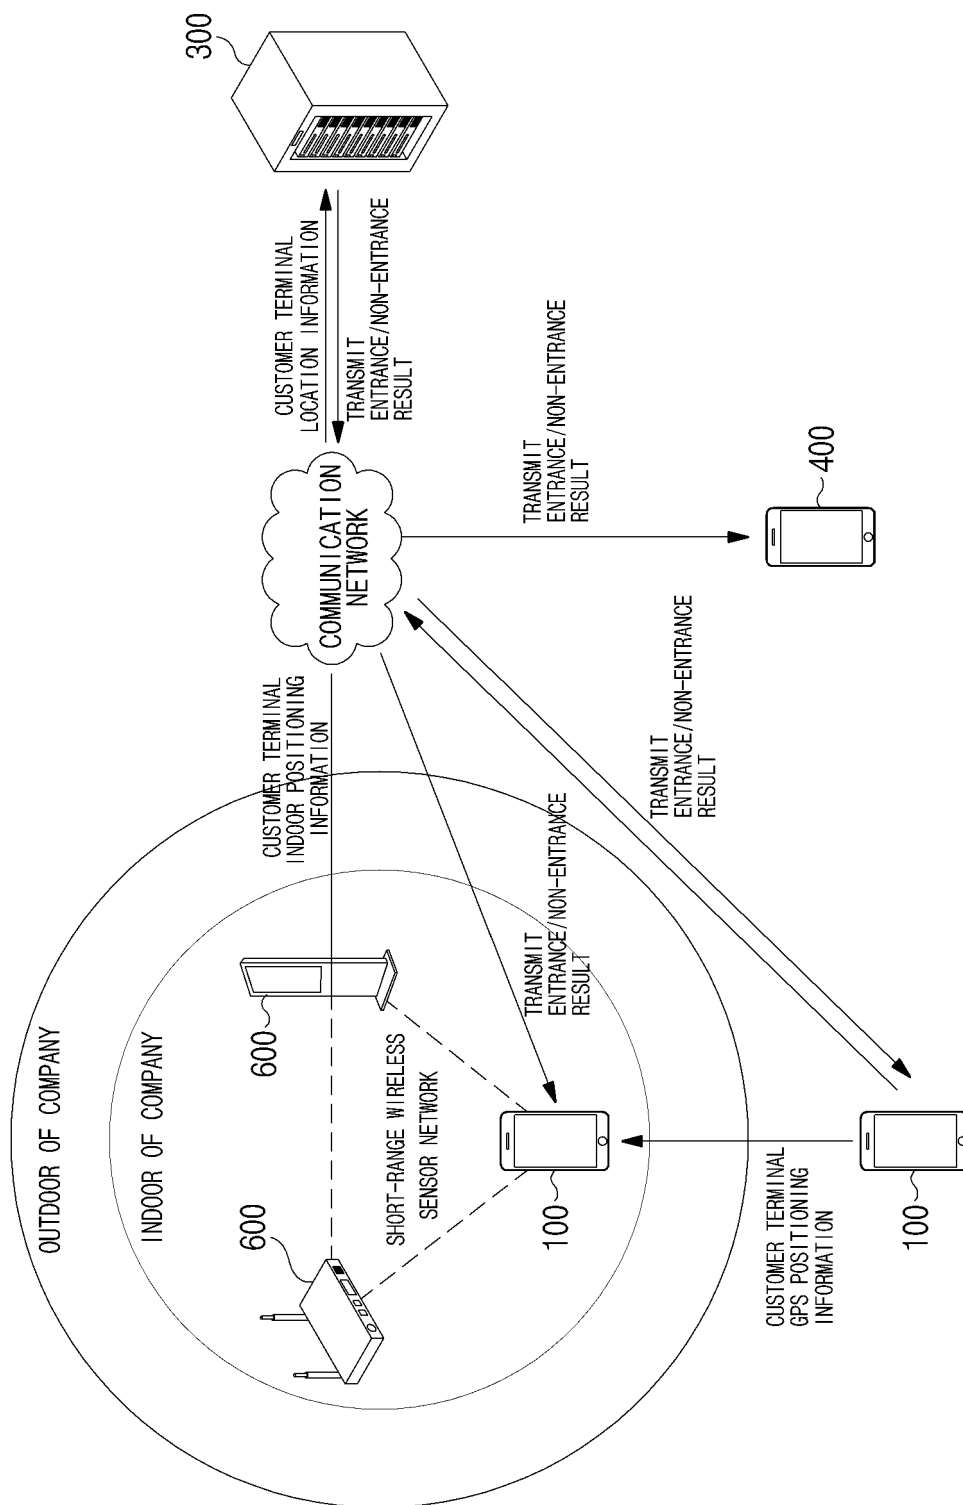 OUTDOOR OF COMPANY
INDOOR OF COMPANY
600
600
SHORT-RANGE WIRELESS
SENSOR NETWORK
100
CUSTOMER TERMINAL
INDOOR POSITIONING
INFORMATION
COMMUNICATION
NETWORK
CUSTOMER TERMINAL
LOCATION INFORMATION
TRANSMIT
ENTRANCE/NON-ENTRANCE
RESULT
300
TRANSMIT
ENTRANCE/NON-ENTRANCE
RESULT
TRANSMIT
ENTRANCE/NON-ENTRANCE
RESULT
400
TRANSMIT
ENTRANCE/NON-ENTRANCE
RESULT
CUSTOMER TERMINAL
GPS POSITIONING
INFORMATION
100